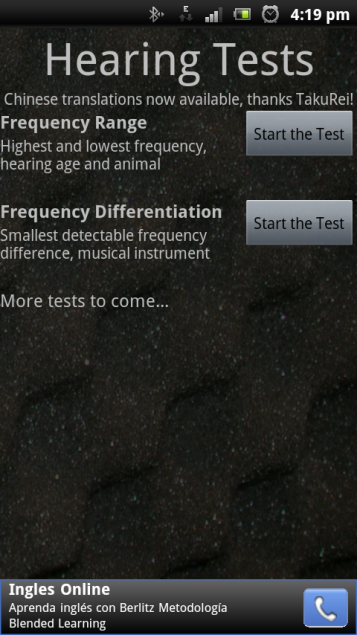 E
4:19 pm
Hearing Tests
Chinese translations now available, thanks TakuRei!
Frequency Range
Highest and lowest frequency,
hearing age and animal
Start the Test
Frequency Differentiation
Smallest detectable frequency
difference, musical instrument
Start the Test
More tests to come...
Ingles Online
Aprenda inglés con Berlitz Metodología
Blended Learning